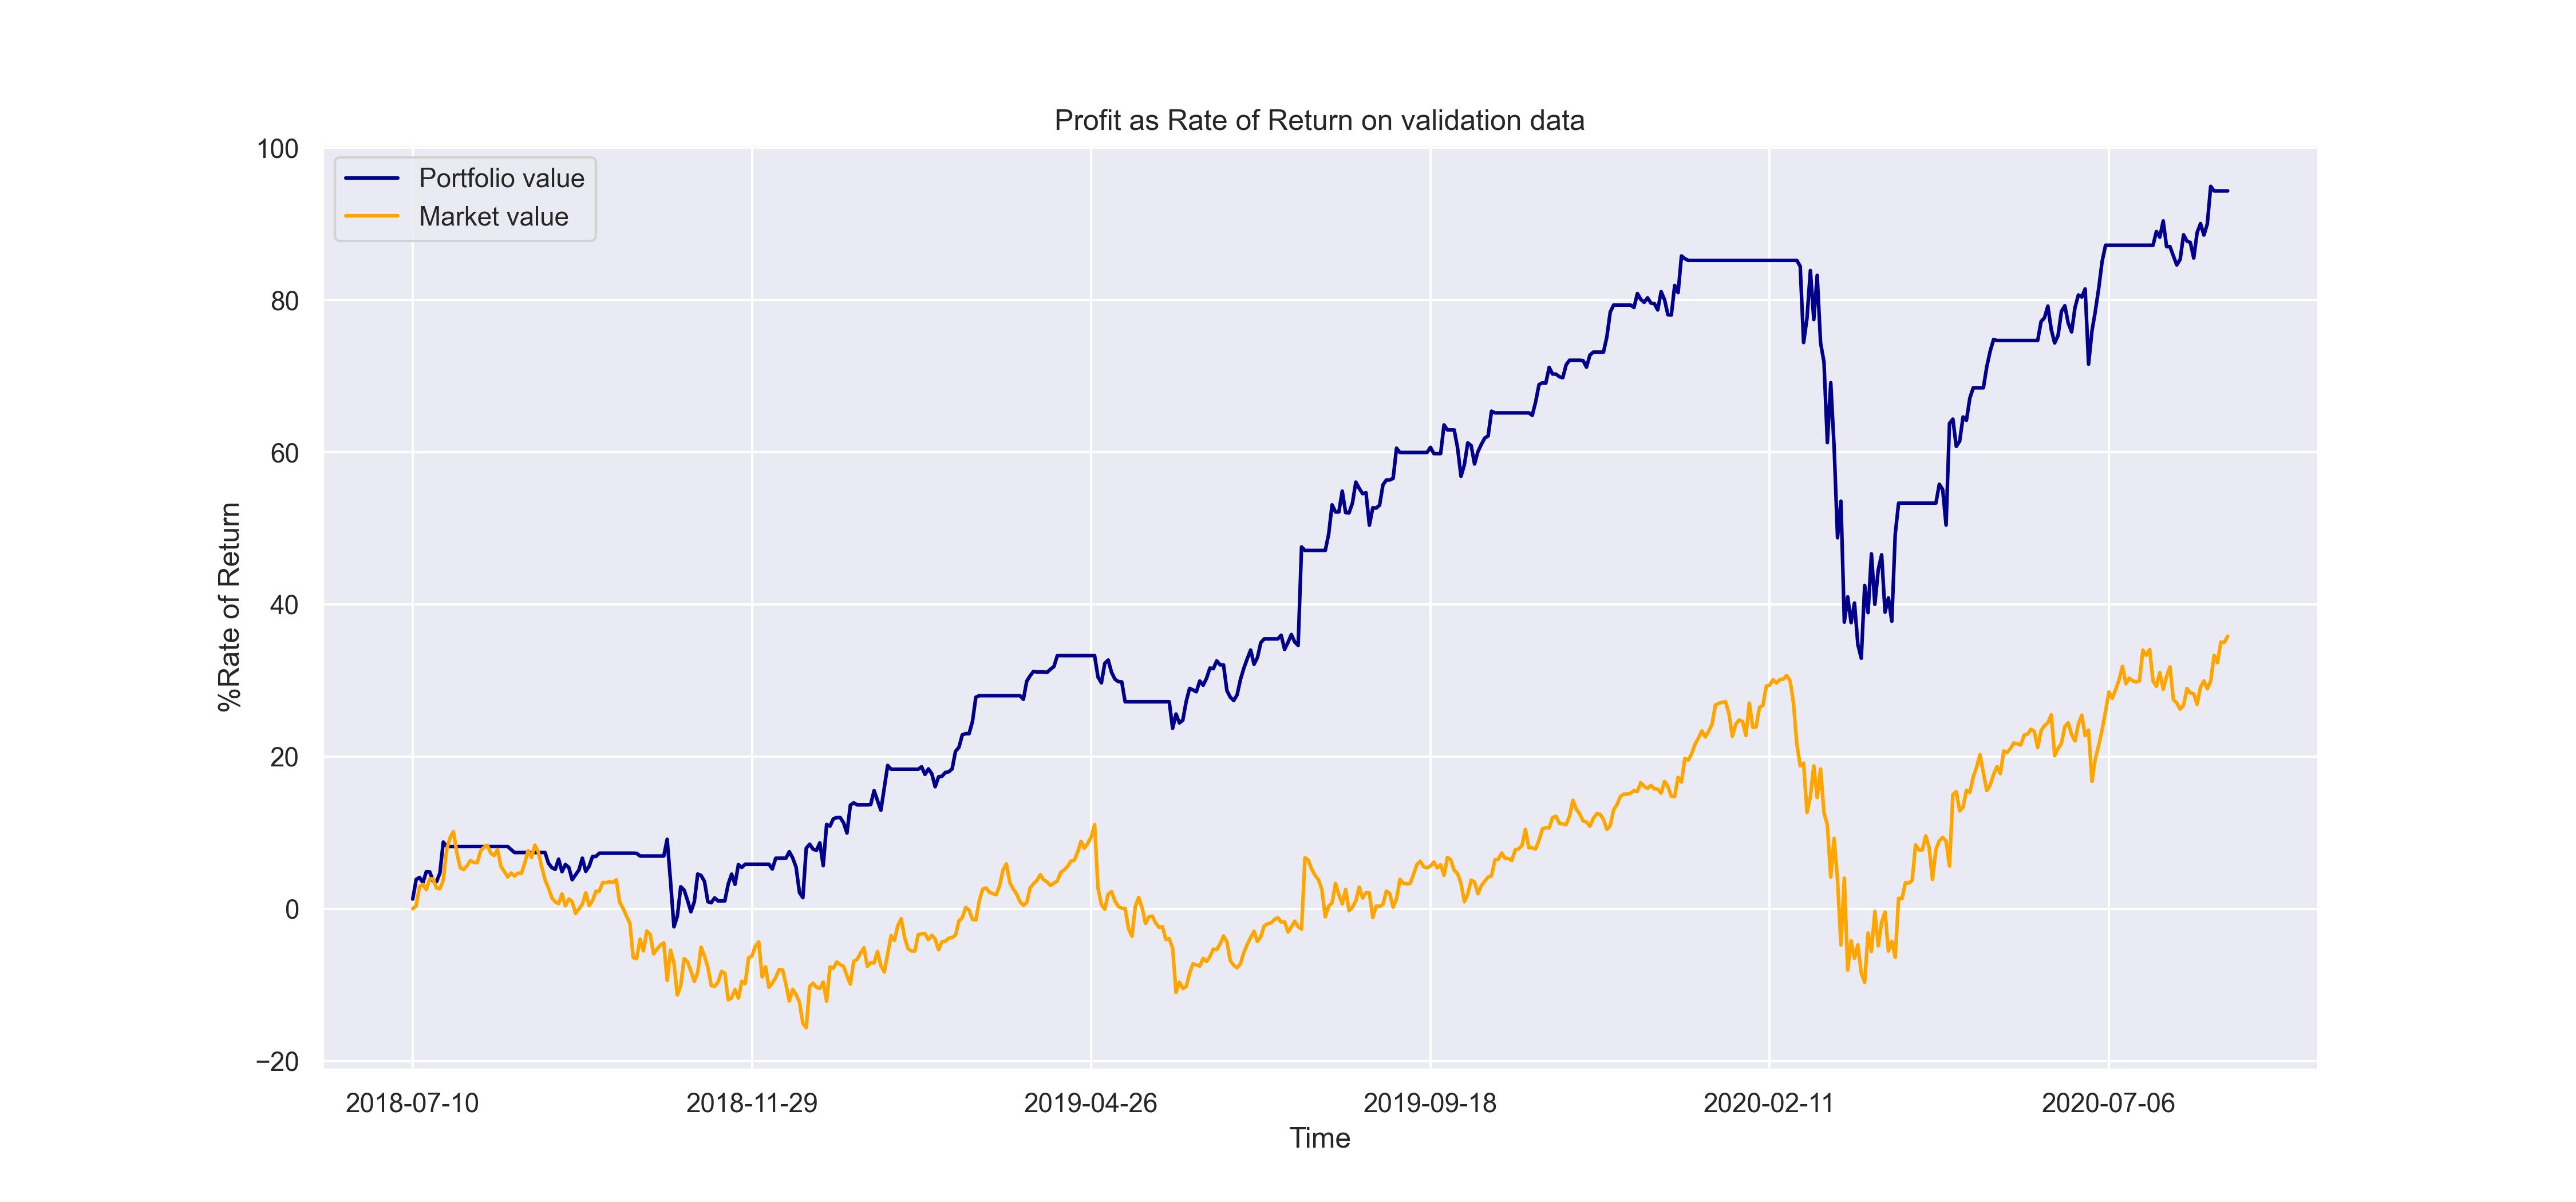 Profit as Rate of Return on validation data
Portfolio value
Market value
100
80
60
40
20
0
−20
%Rate of Return
2018-07-10
2018-11-29
2019-04-26
2019-09-18
2020-02-11
2020-07-06
Time